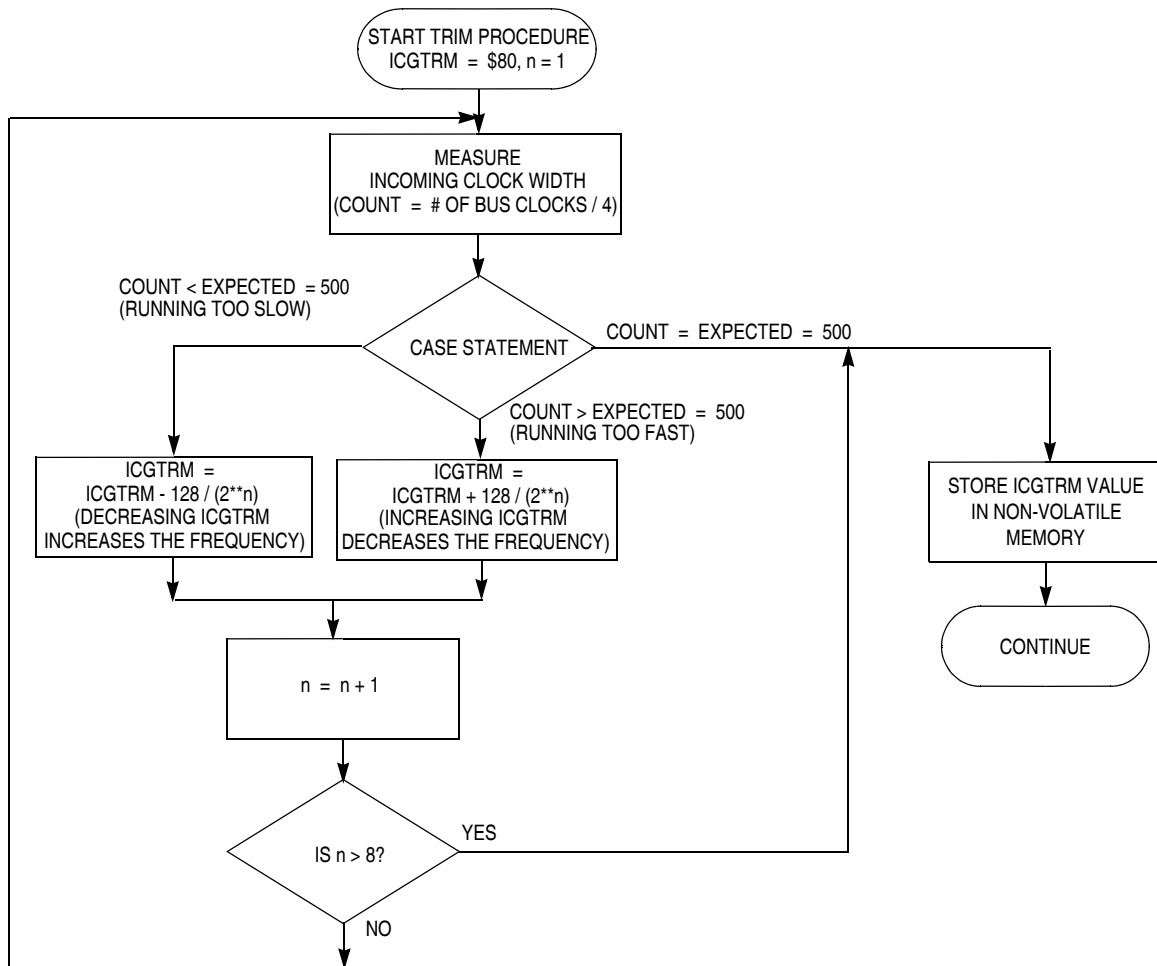 START TRIM PROCEDURE
ICGTRM = $80, n = 1
MEASURE
INCOMING CLOCK WIDTH
(COUNT = # OF BUS CLOCKS / 4)
COUNT < EXPECTED = 500
(RUNNING TOO SLOW)
CASE STATEMENT
COUNT = EXPECTED = 500
COUNT > EXPECTED = 500
(RUNNING TOO FAST)
ICGTRM =
ICGTRM - 128 / (2**n)
(DECREASING ICGTRM
INCREASES THE FREQUENCY)
ICGTRM =
ICGTRM + 128 / (2**n)
(INCREASING ICGTRM
DECREASES THE FREQUENCY)
STORE ICGTRM VALUE
IN NON-VOLATILE
MEMORY
CONTINUE
n = n + 1
IS n > 8?
YES
NO